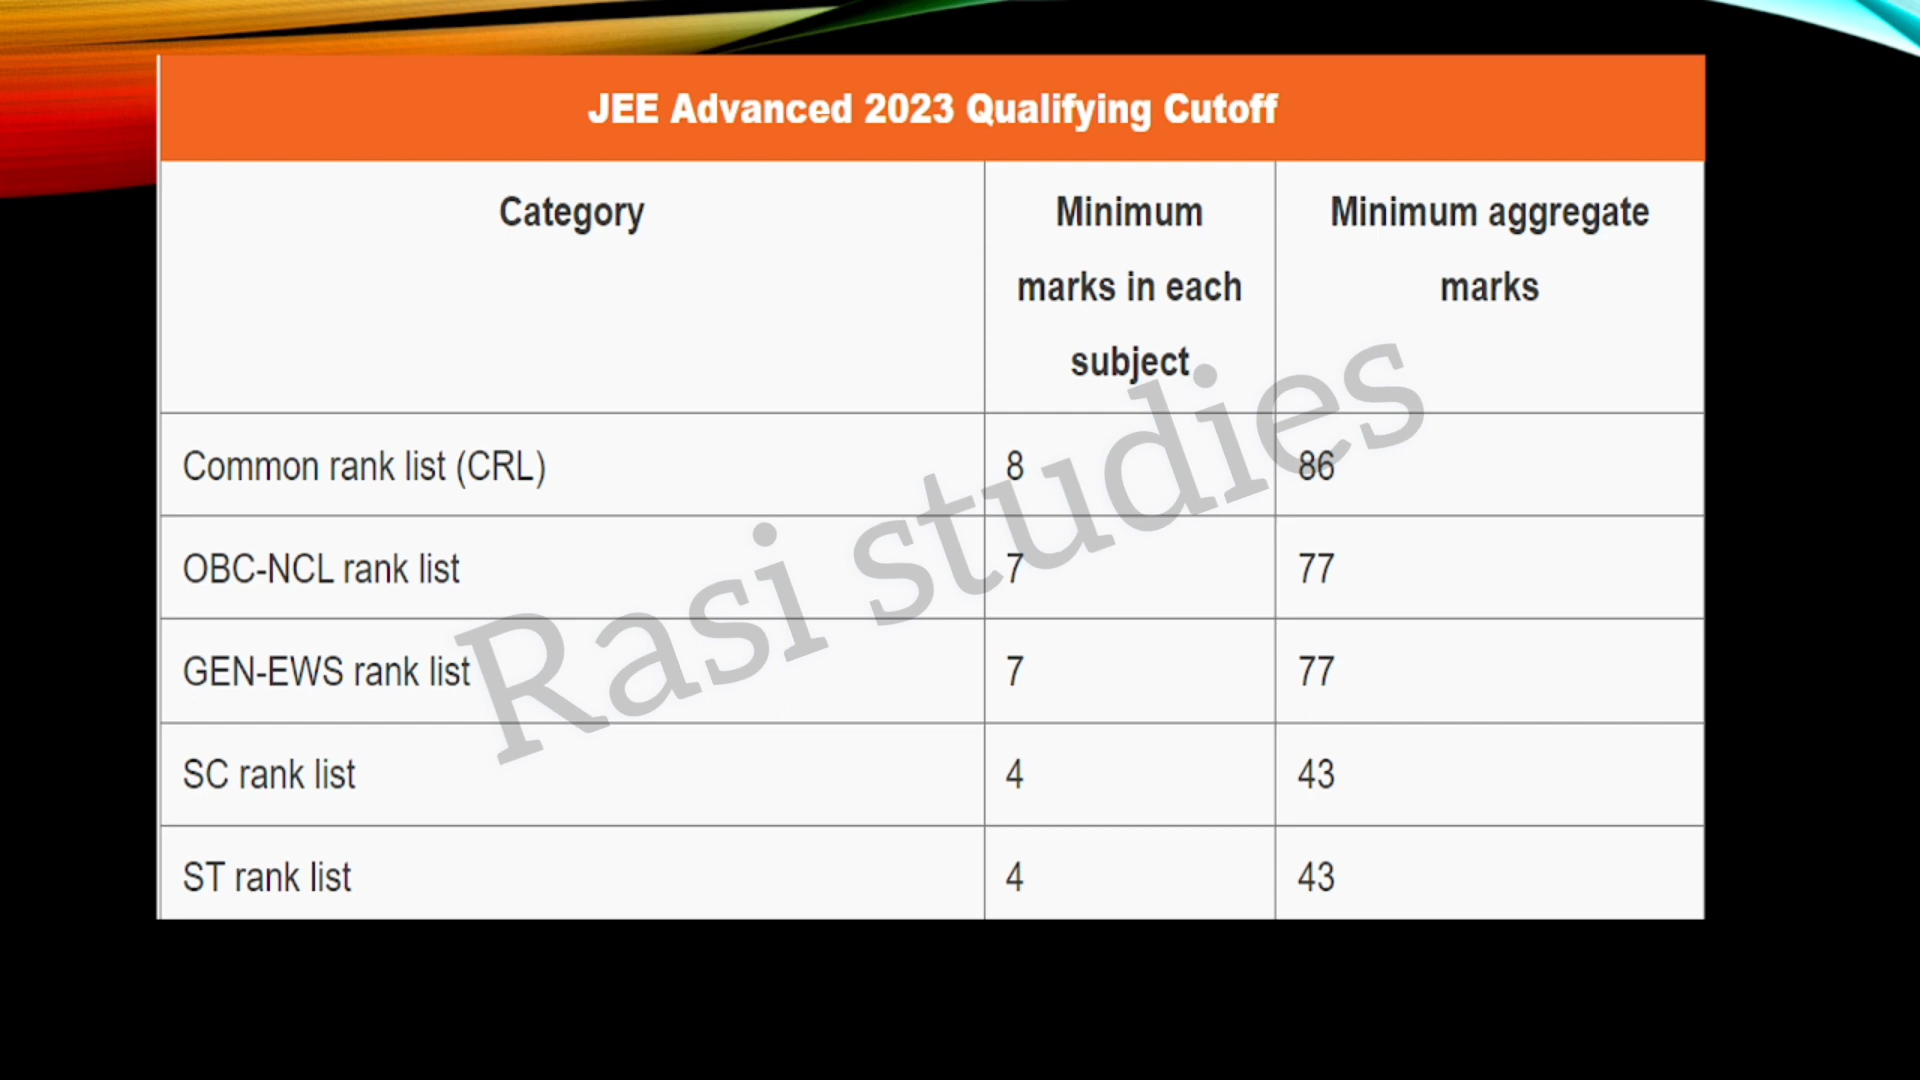 JEE Advanced 2023 Qualifying Cutoff
Category
Minimum
marks in each
subject
Minimum aggregate
marks
Common rank list (CRL) 8 86
OBC-NCL rank list 7 77
GEN-EWS rank list 7 77
SC rank list 4 43
ST rank list 4 43
Rasi studies